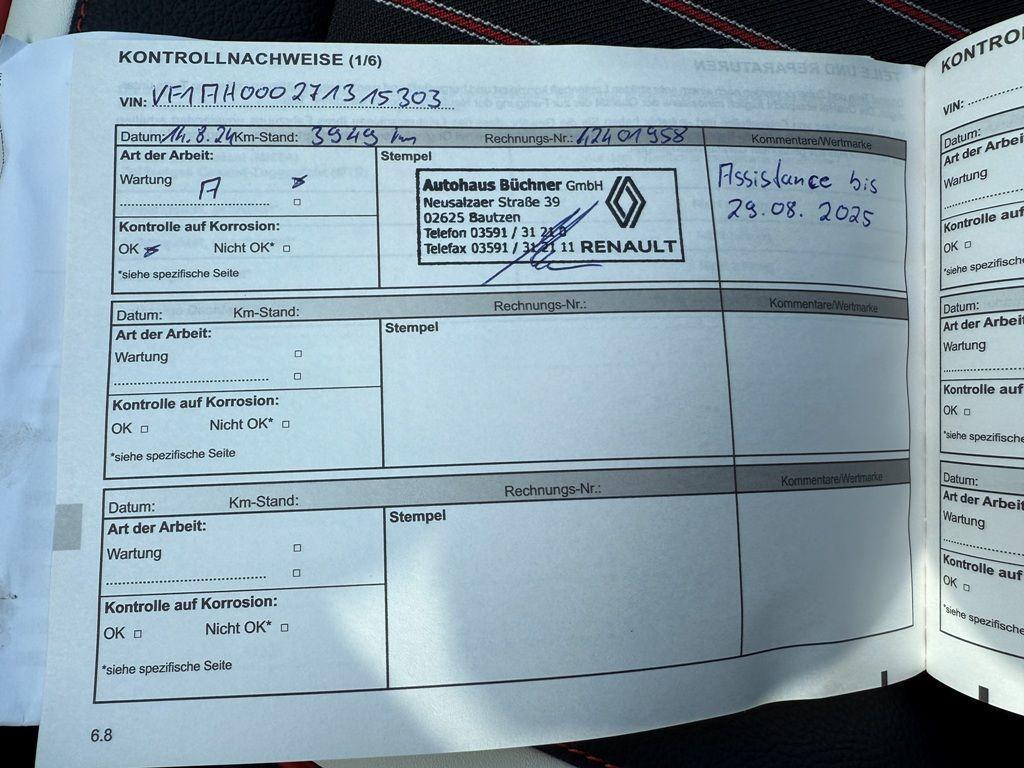 KONTROLLNACHWEISE (1/6)
VIN: VF1AH000271315303
Datum: 14.8.24 Km-Stand: 3949 km Rechnungs-Nr.: 42401958 Kommentare/Wertmarke
Art der Arbeit:
Wartung A
Kontrolle auf Korrosion:
OK Nicht OK*
*siehe spezifische Seite
Stempel
Autohaus Büchner GmbH
Neusalzaer Straße 39
02625 Bautzen
Telefon 03591 / 31 21 0
Telefax 03591 / 31 21 11 RENAULT
Assistance bis
29.08. 2025
Datum: Km-Stand: Rechnungs-Nr.: Kommentare/Wertmarke
Art der Arbeit:
Wartung
Kontrolle auf Korrosion:
OK Nicht OK*
*siehe spezifische Seite
Stempel
Datum: Km-Stand: Rechnungs-Nr.: Kommentare/Wertmarke
Art der Arbeit:
Wartung
Kontrolle auf Korrosion:
OK Nicht OK*
*siehe spezifische Seite
Stempel
6.8
KONTRO
VIN:
Datum:
Art der Arbei
Wartung
Kontrolle auf
OK
*siehe spezifische
Datum:
Art der Arbeit
Wartung
Kontrolle auf
OK
*siehe spezifische
Datum:
Art der Arbeit
Wartung
Kontrolle auf
OK
*siehe spezifische